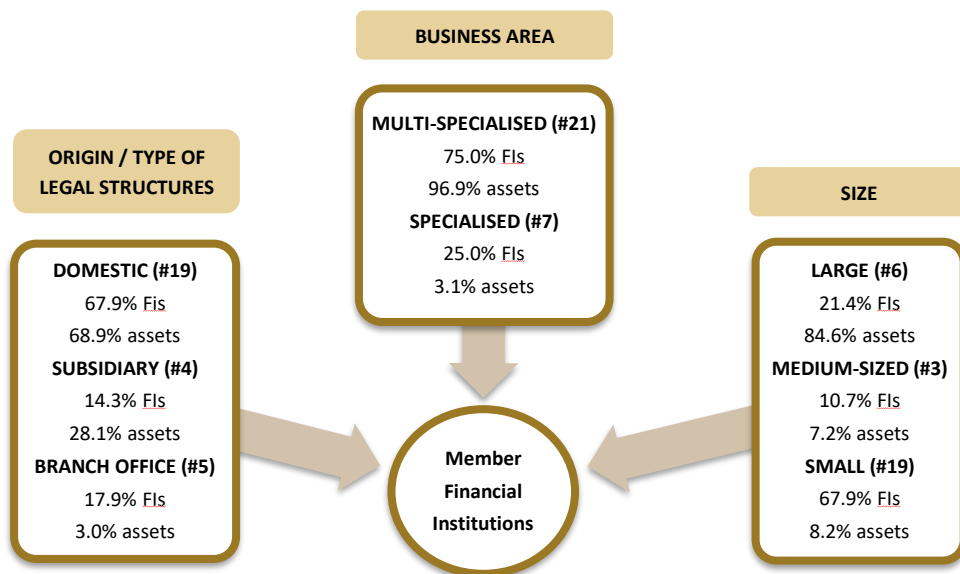 BUSINESS AREA
MULTI-SPECIALISED (#21)
75.0% FIs
96.9% assets
SPECIALISED (#7)
25.0% FIs
3.1% assets
ORIGIN / TYPE OF
LEGAL STRUCTURES
DOMESTIC (#19)
67.9% FIs
68.9% assets
SUBSIDIARY (#4)
14.3% FIs
28.1% assets
BRANCH OFFICE (#5)
17.9% FIs
3.0% assets
SIZE
LARGE (#6)
21.4% FIs
84.6% assets
MEDIUM-SIZED (#3)
10.7% FIs
7.2% assets
SMALL (#19)
67.9% FIs
8.2% assets
Member
Financial
Institutions